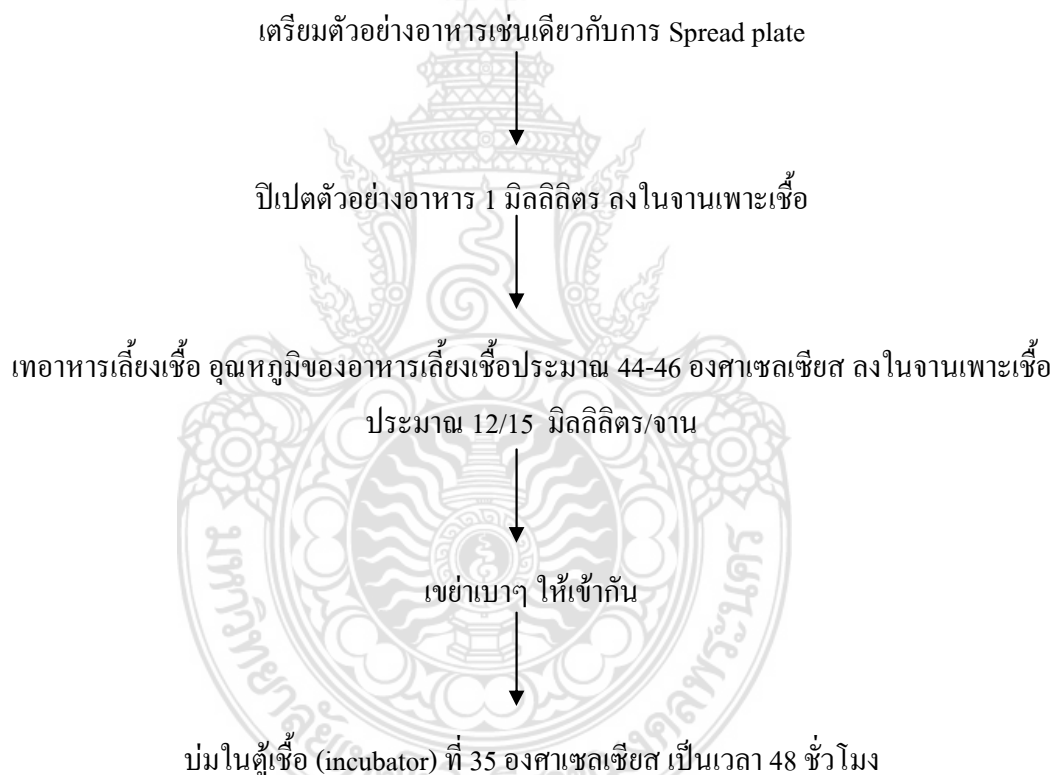 เตรียมตัวอย่างอาหารเช่นเดียวกับการ Spread plate
ปิเปตตัวอย่างอาหาร 1 มิลลิลิตร ลงในจานเพาะเชื้อ
เทอาหารเลี้ยงเชื้อ อุณหภูมิของอาหารเลี้ยงเชื้อประมาณ 44-46 องศาเซลเซียส ลงในจานเพาะเชื้อ
ประมาณ 12/15 มิลลิลิตร/จาน
เขย่าเบาๆ ให้เข้ากัน
บ่มในตู้เชื้อ (incubator) ที่ 35 องศาเซลเซียส เป็นเวลา 48 ชั่วโมง